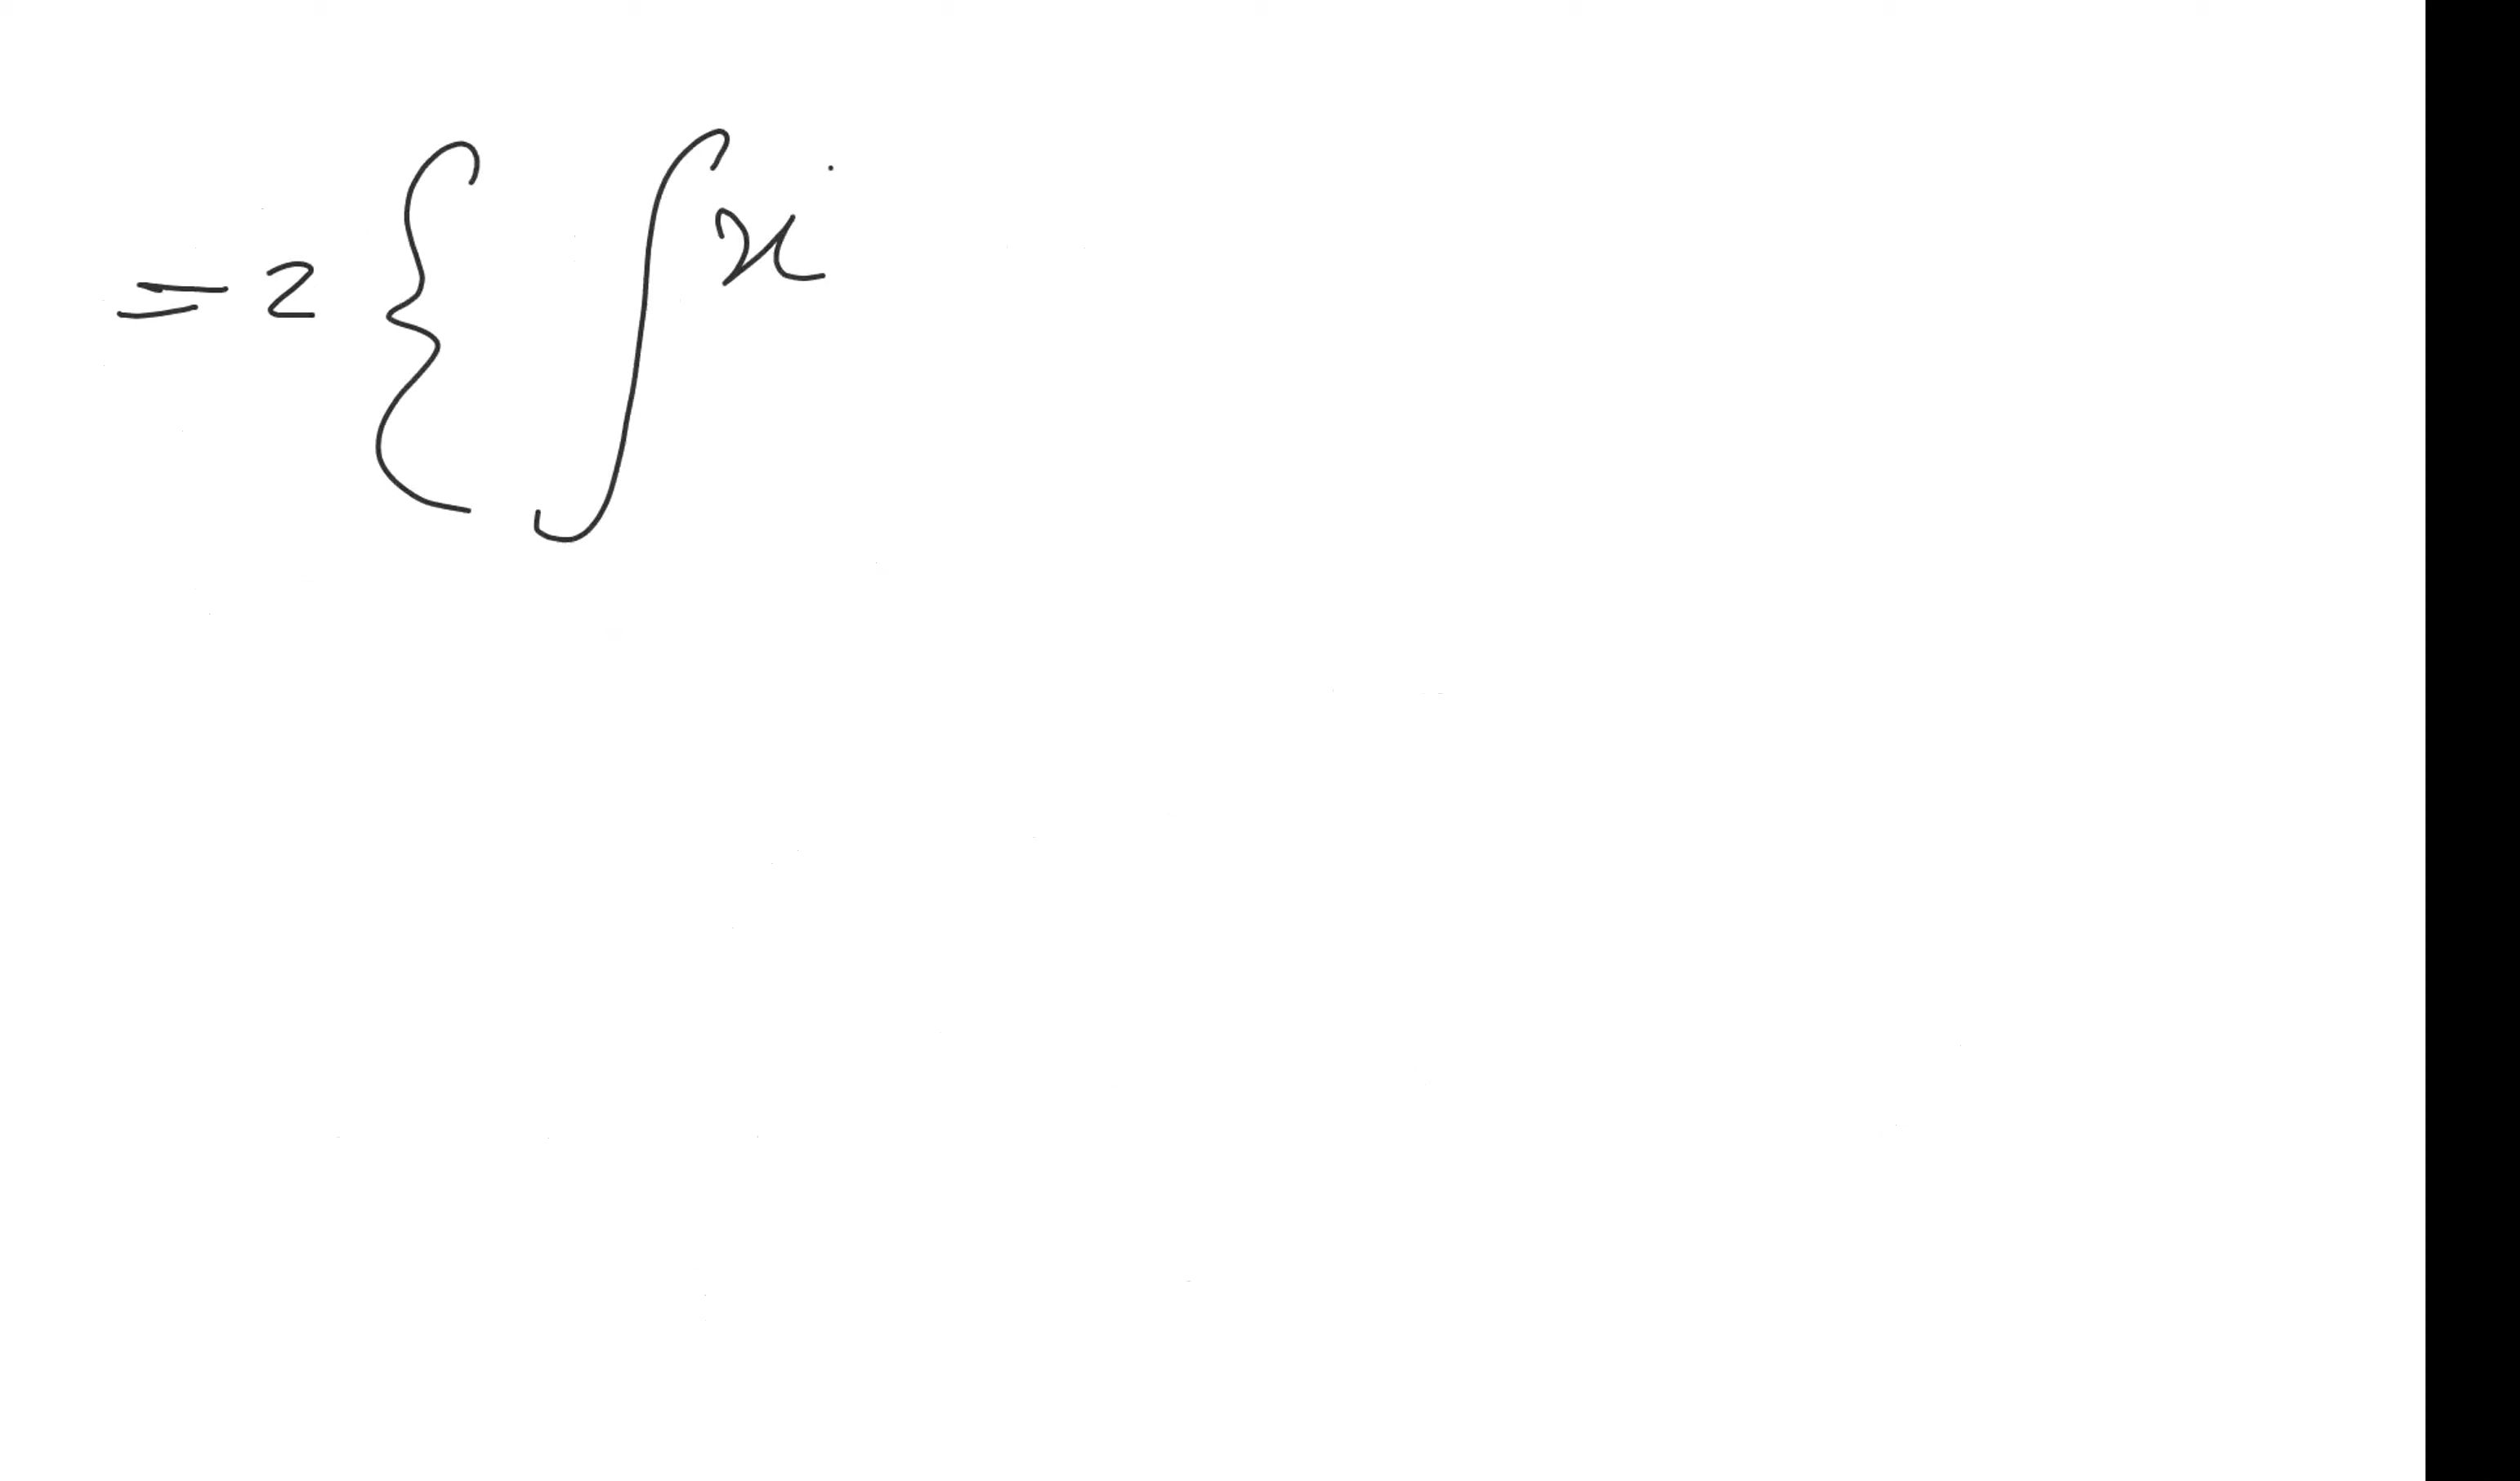 = 2 { ∫ x